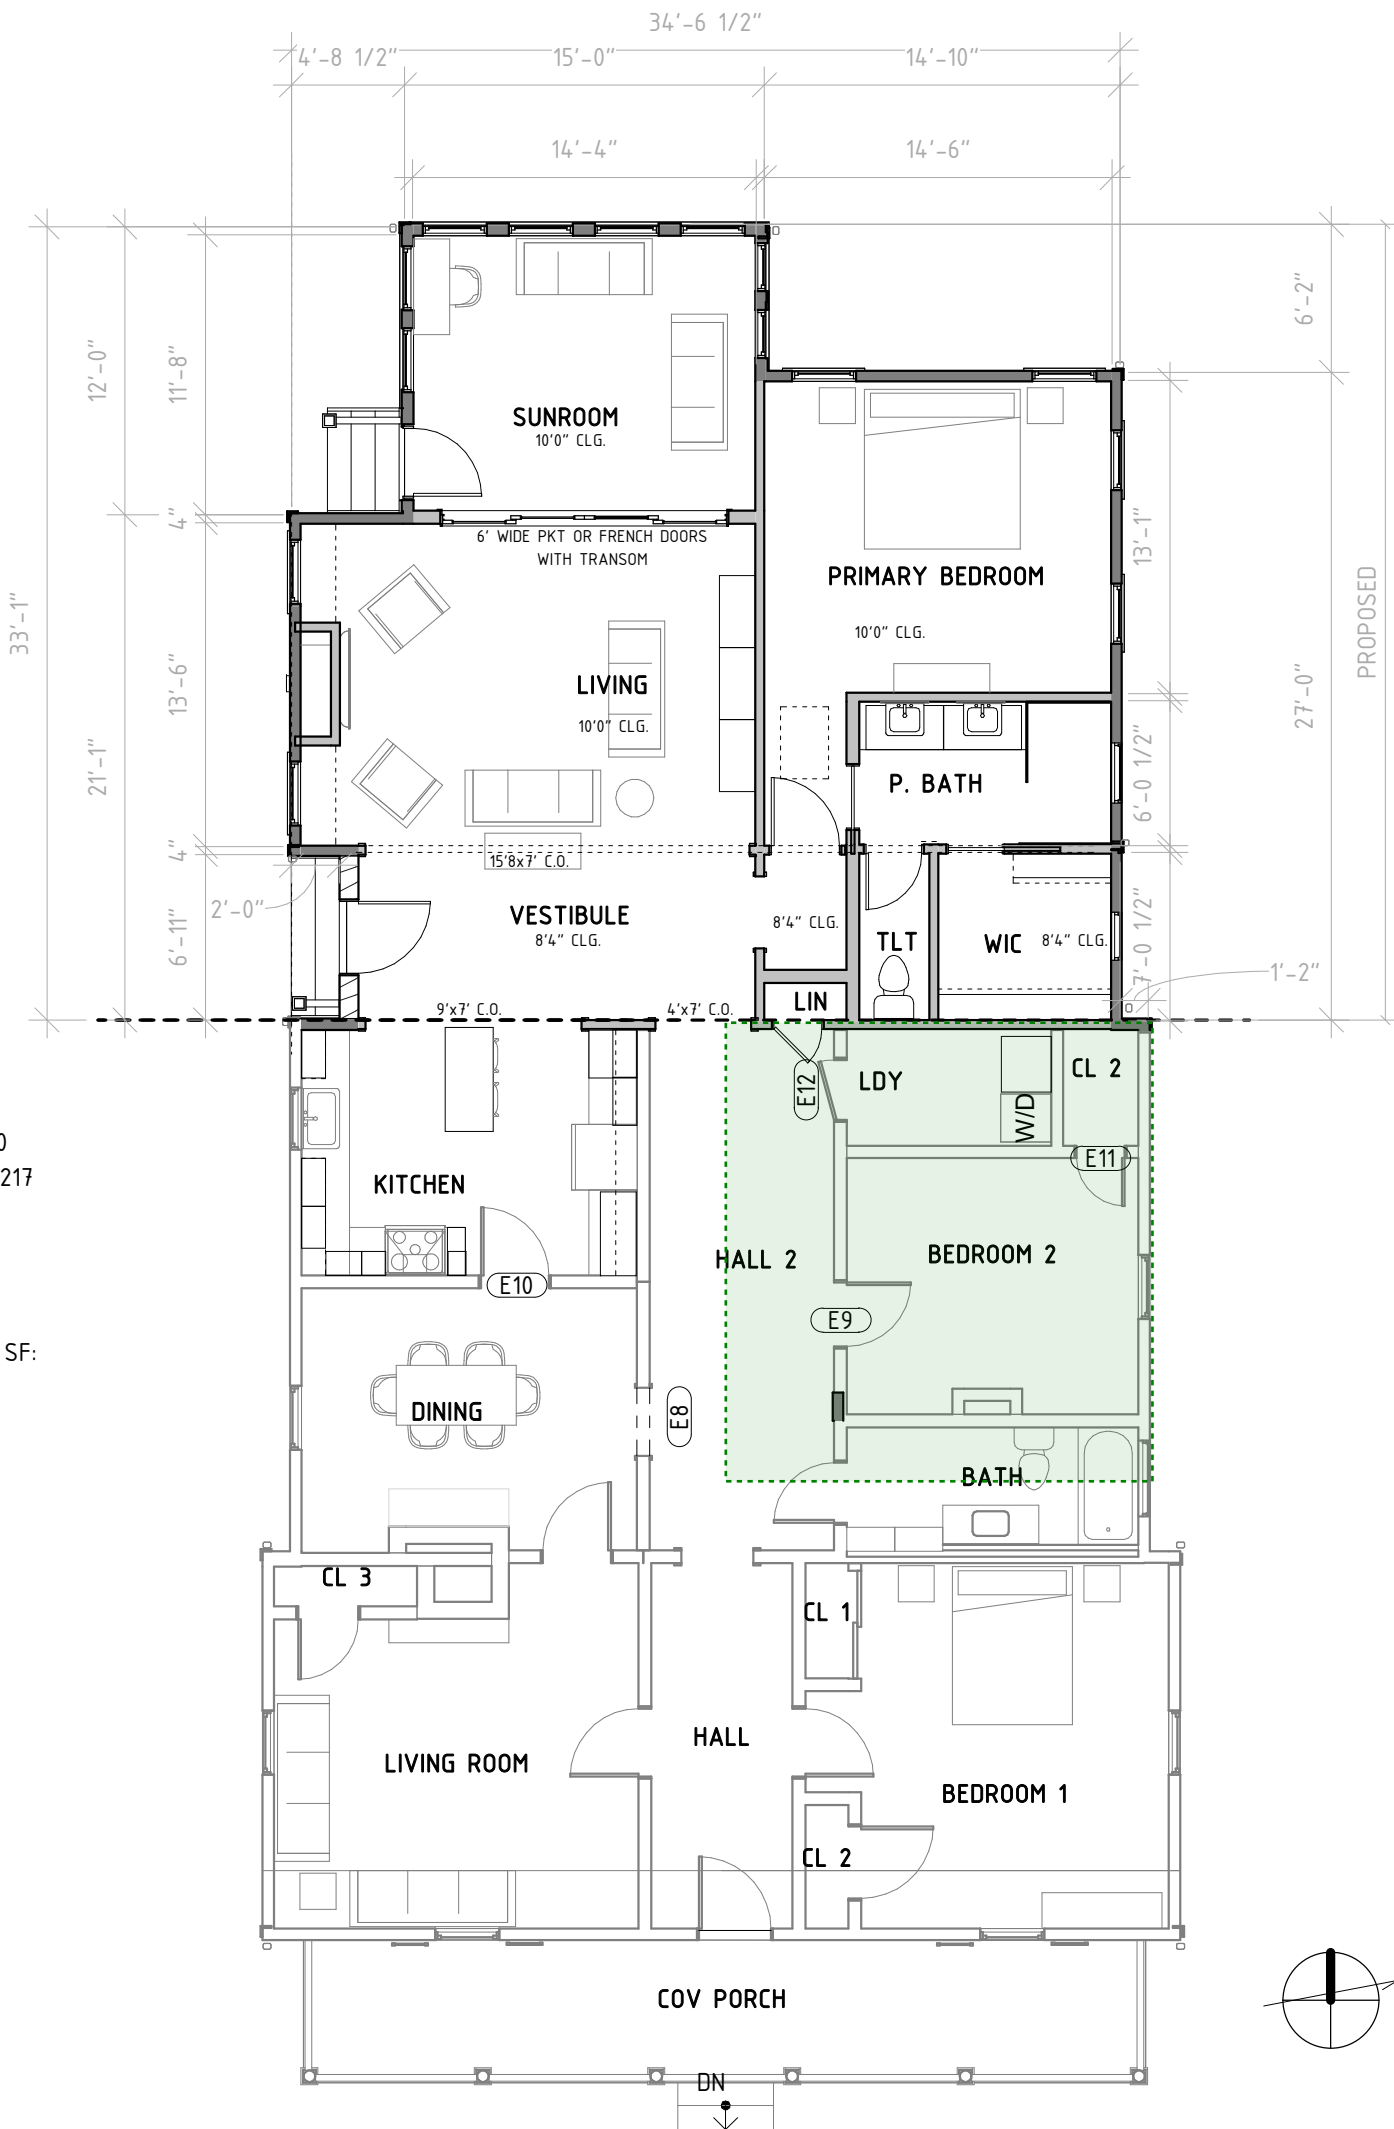 34'-6 1/2"
4'-8 1/2"
15'-0"
14'-10"
14'-4"
14'-6"
12'-0"
11'-8"
6'-2"
SUNROOM
10'0" CLG.
4"
6' WIDE PKT OR FRENCH DOORS
WITH TRANSOM
13'-1"
PRIMARY BEDROOM
10'0" CLG.
33'-1"
PROPOSED
LIVING
10'0" CLG.
13'-6"
27'-0"
21'-1"
P. BATH
6'-0 1/2"
4"
15'8x7' C.O.
2'-0"
VESTIBULE
8'4" CLG.
8'4" CLG.
TLT
WIC
8'4" CLG.
6'-11"
7'-0 1/2"
1'-2"
9'x7' C.O.
4'x7' C.O.
LIN
E12
LDY
W/D
CL 2
0
217
E11
KITCHEN
HALL 2
BEDROOM 2
E10
E9
SF:
DINING
E8
BATH
CL 3
CL 1
HALL
LIVING ROOM
BEDROOM 1
CL 2
COV PORCH
DN